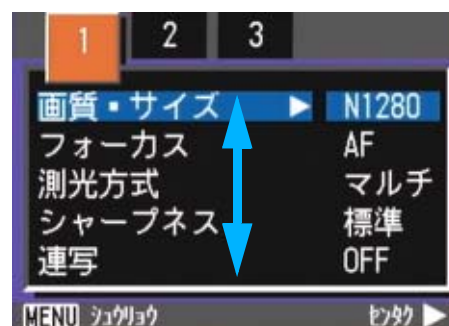 1 2 3
画質・サイズ ▶ N1280
フォーカス AF
測光方式 マルチ
シャープネス 標準
連写 OFF
MENU ｼｭｳﾘｮｳ ｾﾝﾀｸ ▶